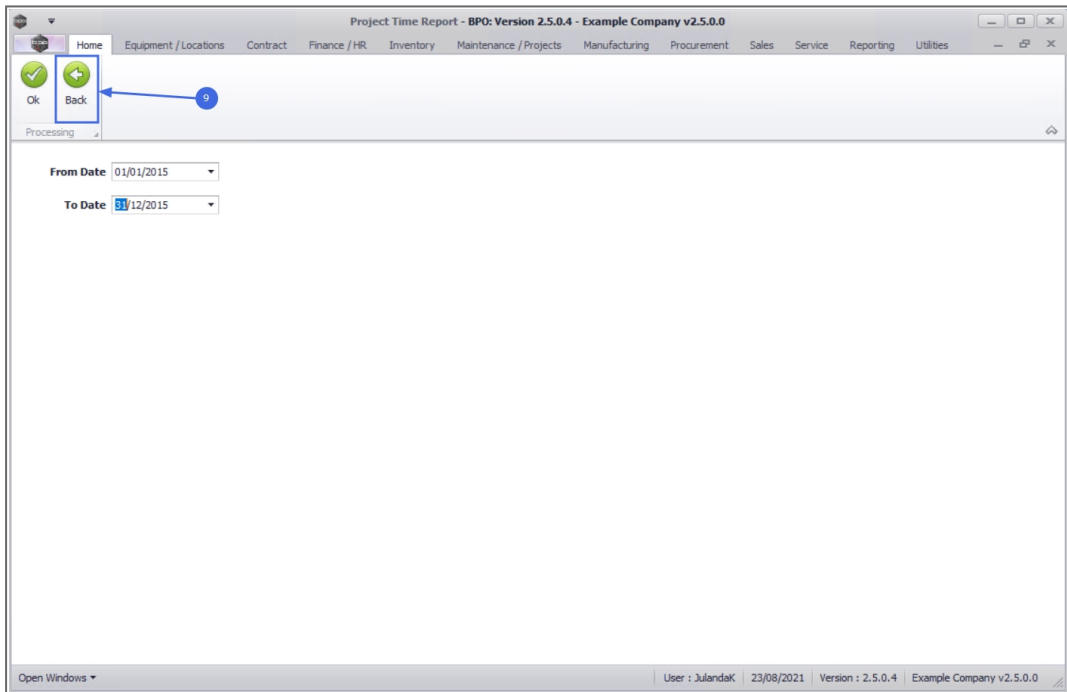 Project Time Report - BPO: Version 2.5.0.4 - Example Company v2.5.0.0
Home Equipment / Locations Contract Finance / HR Inventory Maintenance / Projects Manufacturing Procurement Sales Service Reporting Utilities
Ok Back
9
Processing
From Date 01/01/2015
To Date 31/12/2015
Open Windows User : JulandaK 23/08/2021 Version : 2.5.0.4 Example Company v2.5.0.0